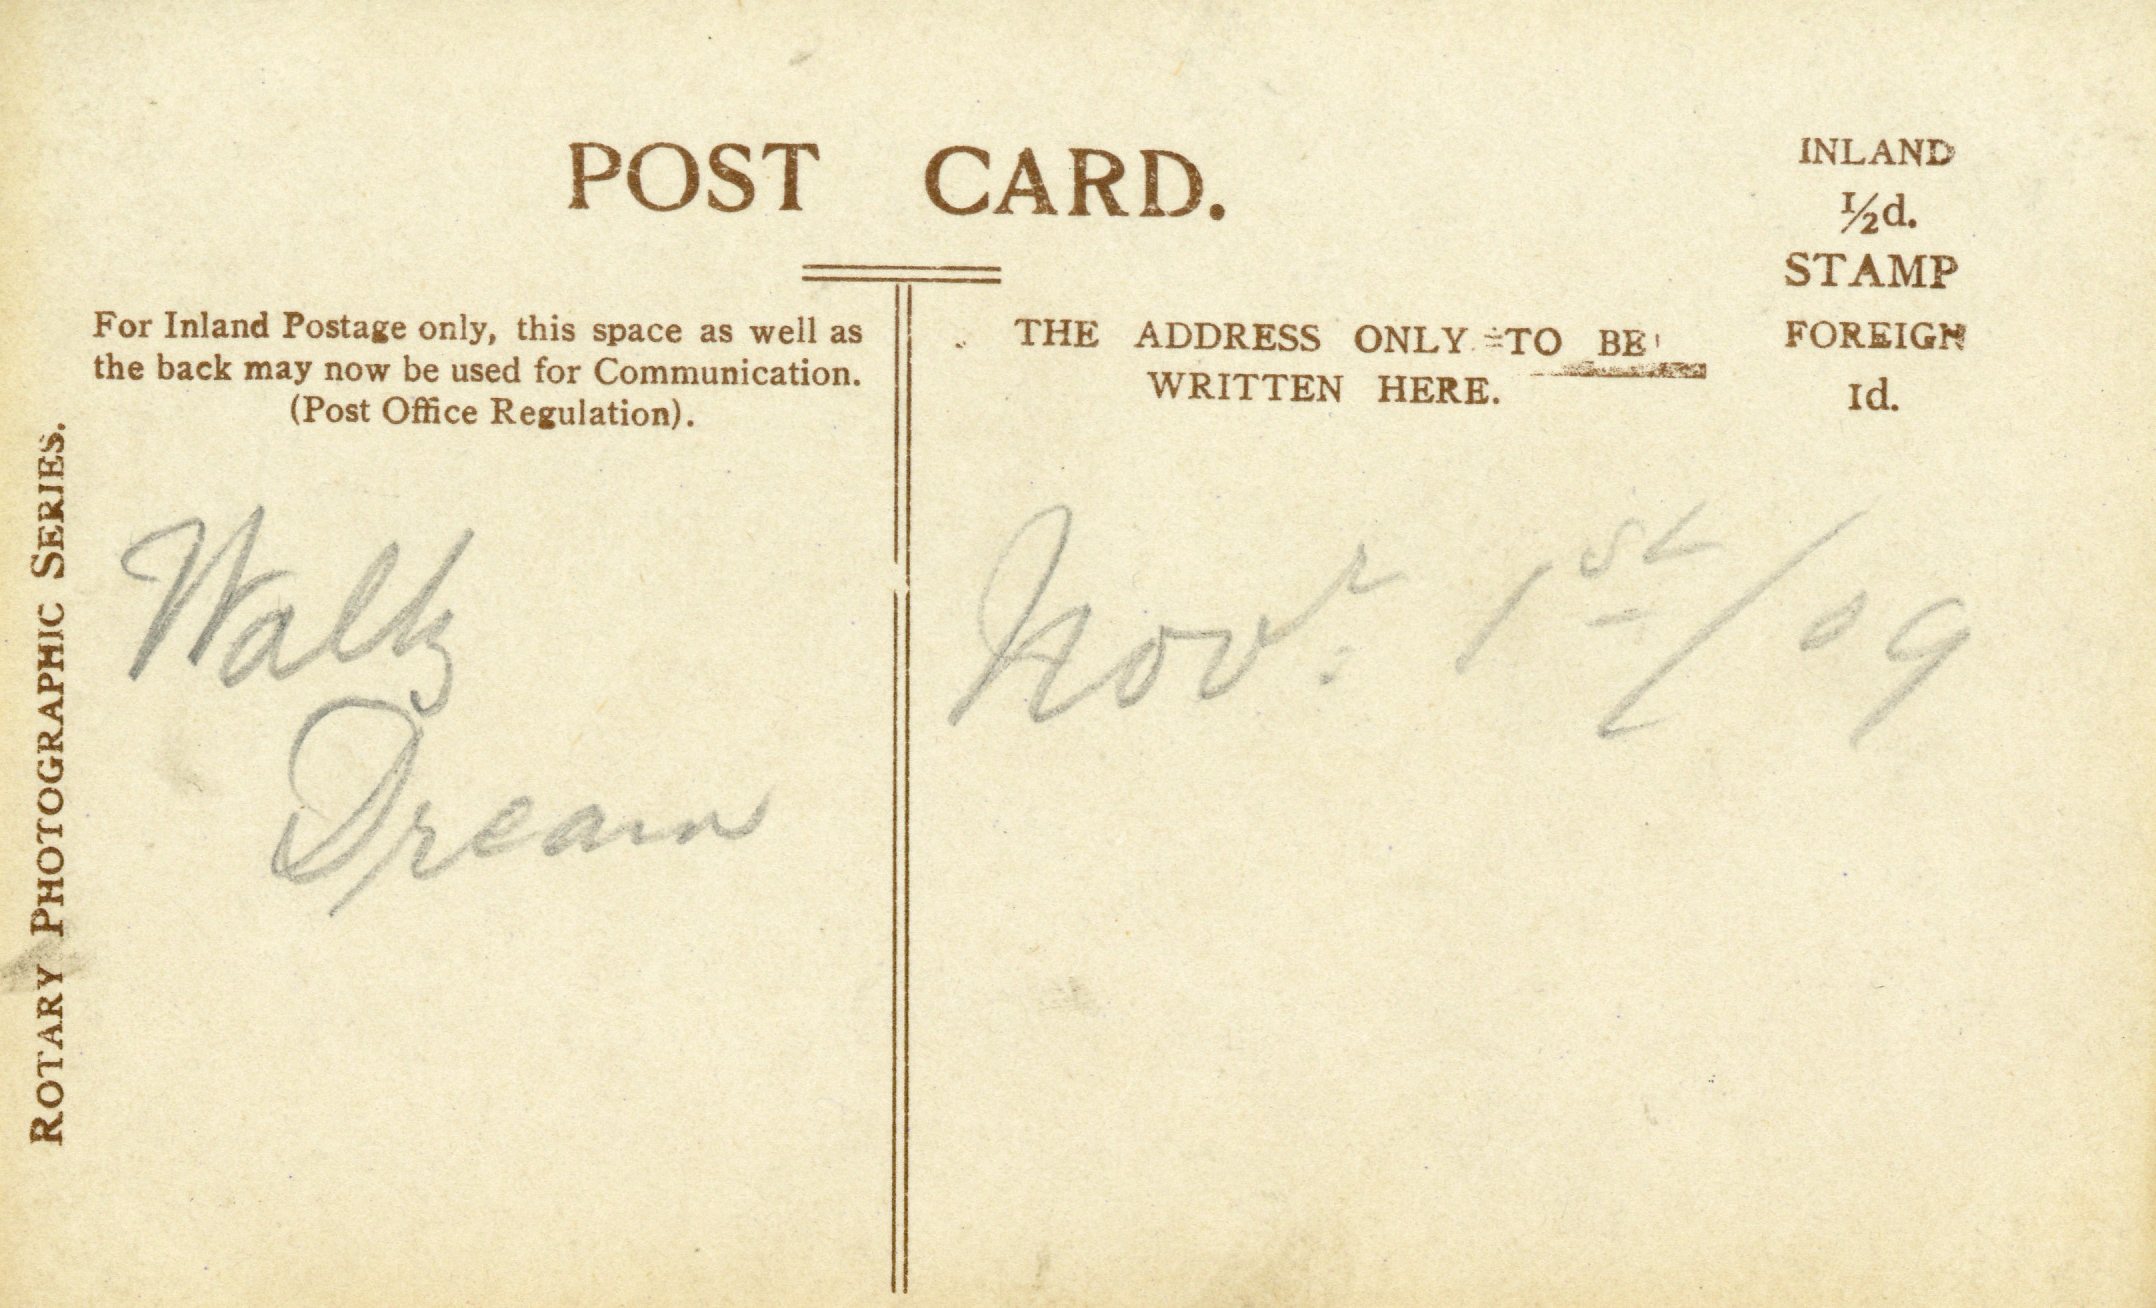 POST CARD.
INLAND
½d.
STAMP
FOREIGN
1d.
For Inland Postage only, this space as well as
the back may now be used for Communication.
(Post Office Regulation).
THE ADDRESS ONLY TO BE
WRITTEN HERE.
ROTARY PHOTOGRAPHIC SERIES.
Waltz
Dream
Novr. 1st/09